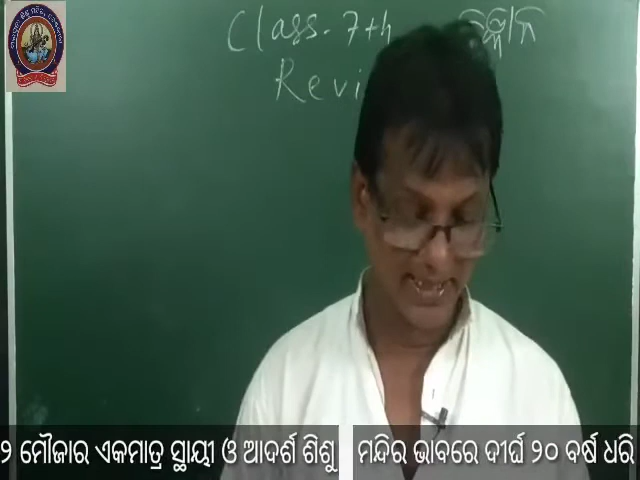 Class-7th ବିଜ୍ଞାନ
Revi
୨ ମୌଜାର ଏକମାତ୍ର ସ୍ଥାୟୀ ଓ ଆଦର୍ଶ ଶିଶୁ ମନ୍ଦିର ଭାବରେ ଦୀର୍ଘ ୨୦ ବର୍ଷ ଧରି